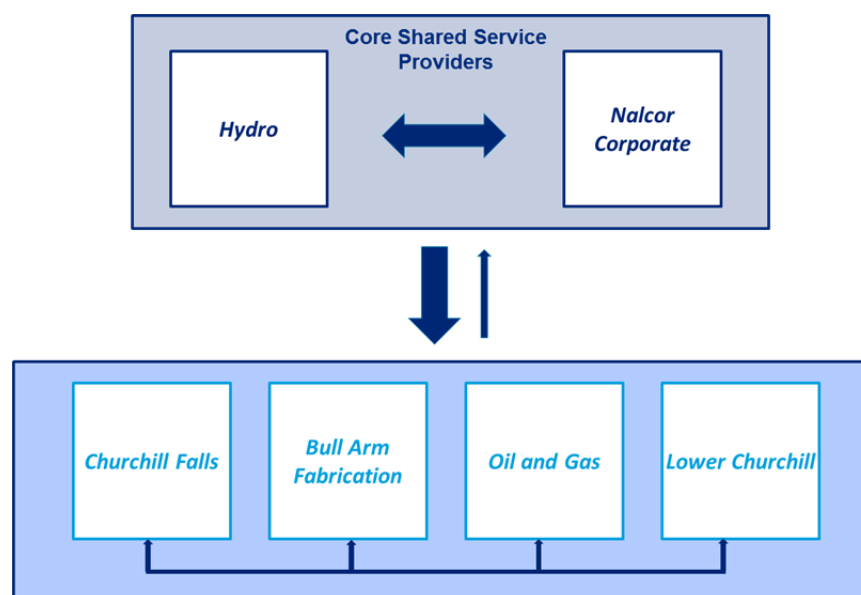 Core Shared Service
Providers
Hydro
Nalcor
Corporate
Churchill Falls
Bull Arm
Fabrication
Oil and Gas
Lower Churchill